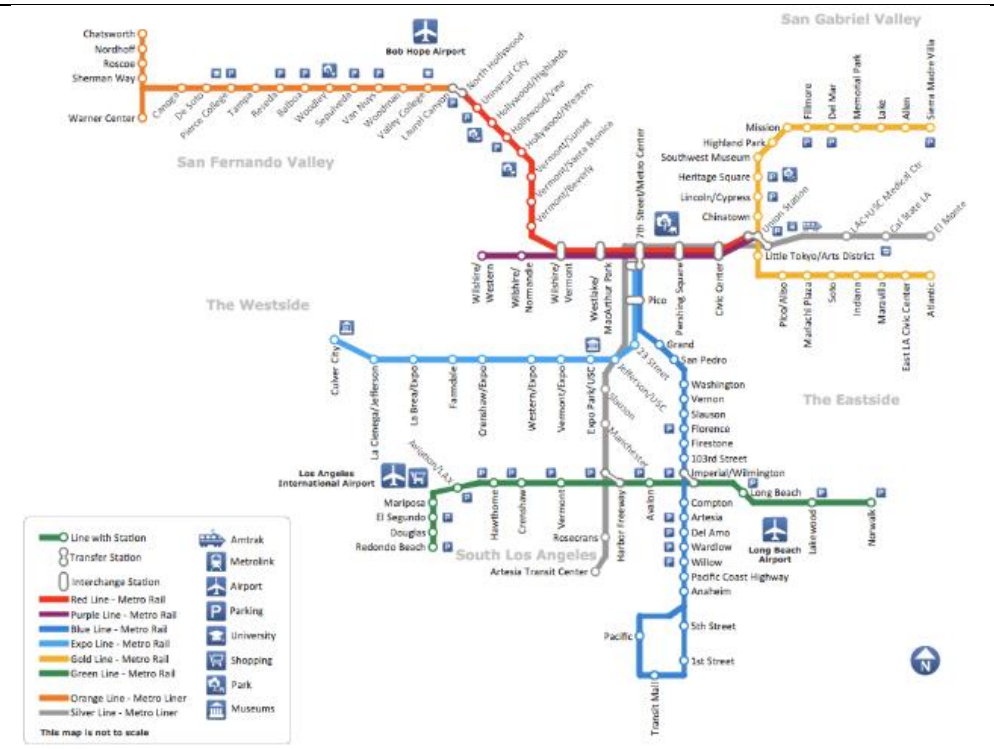 Chatsworth
Nordhoff
Roscoe
Sherman Way
Warner Center
Canoga
De Soto
Pierce College
Tampa
Reseda
Balboa
Woodley
Sepulveda
Van Nuys
Woodman
Valley College
Laurel Canyon
Bob Hope Airport
North Hollywood
Universal City
Hollywood/Highlands
Hollywood/Vine
Hollywood/Western
Vermont/Sunset
Vermont/Santa Monica
Vermont/Beverly
San Fernando Valley
San Gabriel Valley
Mission
Highland Park
Southwest Museum
Heritage Square
Lincoln/Cypress
Chinatown
Fillmore
Del Mar
Memorial Park
Lake
Allen
Sierra Madre Villa
Union Station
LAC+USC Medical Ctr
Cal State LA
El Monte
Little Tokyo/Arts District
Pico/Aliso
Mariachi Plaza
Soto
Indiana
Maravilla
East LA Civic Center
Atlantic
7th Street/Metro Center
Wilshire/
Western
Wilshire/
Normandie
Wilshire/
Vermont
Westlake/
MacArthur Park
Pershing Square
Civic Center
Pico
The Westside
Culver City
La Cienega/Jefferson
La Brea/Expo
Farmdale
Crenshaw/Expo
Western/Expo
Vermont/Expo
Expo Park/USC
Jefferson/USC
23 Street
Grand
San Pedro
Washington
Vernon
Slauson
Florence
Firestone
103rd Street
Imperial/Wilmington
The Eastside
Slauson
Manchester
Los Angeles
International Airport
Aviation/LAX
Mariposa
El Segundo
Douglas
Redondo Beach
Hawthorne
Crenshaw
Vermont
Harbor Freeway
Avalon
Long Beach
Lakewood
Norwalk
Rosecrans
Artesia Transit Center
South Los Angeles
Compton
Artesia
Del Amo
Wardlow
Willow
Pacific Coast Highway
Anaheim
5th Street
1st Street
Pacific
Transit Mall
Long Beach
Airport
Line with Station
Transfer Station
Interchange Station
Red Line - Metro Rail
Purple Line - Metro Rail
Blue Line - Metro Rail
Expo Line - Metro Rail
Gold Line - Metro Rail
Green Line - Metro Rail
Orange Line - Metro Liner
Silver Line - Metro Liner
This map is not to scale
Amtrak
Metrolink
Airport
P Parking
University
Shopping
Park
Museums
N